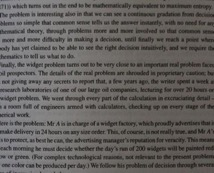 (71)) which turns out in the end to be mathematically equivalent to maximum entropy.
The problem is interesting also in that we can see a continuous gradation from decision
problems so simple that common sense tells us the answer instantly, with no need for any
mathematical theory, through problems more and more involved so that common sense
more and more difficulty in making a decision, until finally we reach a point where
body has yet claimed to be able to see the right decision intuitively, and we require the
mathematics to tell us what to do.
Finally, the widget problem turns out to be very close to an important real problem faced
oil prospectors. The details of the real problem are shrouded in proprietary caution; but
not giving away any secrets to report that, a few years ago, the writer spent a week
research laboratories of one of our large oil companies, lecturing for over 20 hours on
widget problem. We went through every part of the calculation in excruciating detail
a room full of engineers armed with calculators, checking up on every stage of the
merical work.
Here is the problem: Mr A is in charge of a widget factory, which proudly advertises that
make delivery in 24 hours on any size order. This, of course, is not really true, and Mr A's
is to protect, as best he can, the advertising manager's reputation for veracity. This means
each morning he must decide whether the day's run of 200 widgets will be painted red,
or green. (For complex technological reasons, not relevant to the present problem,
one color can be produced per day.) We follow his problem of decision through several